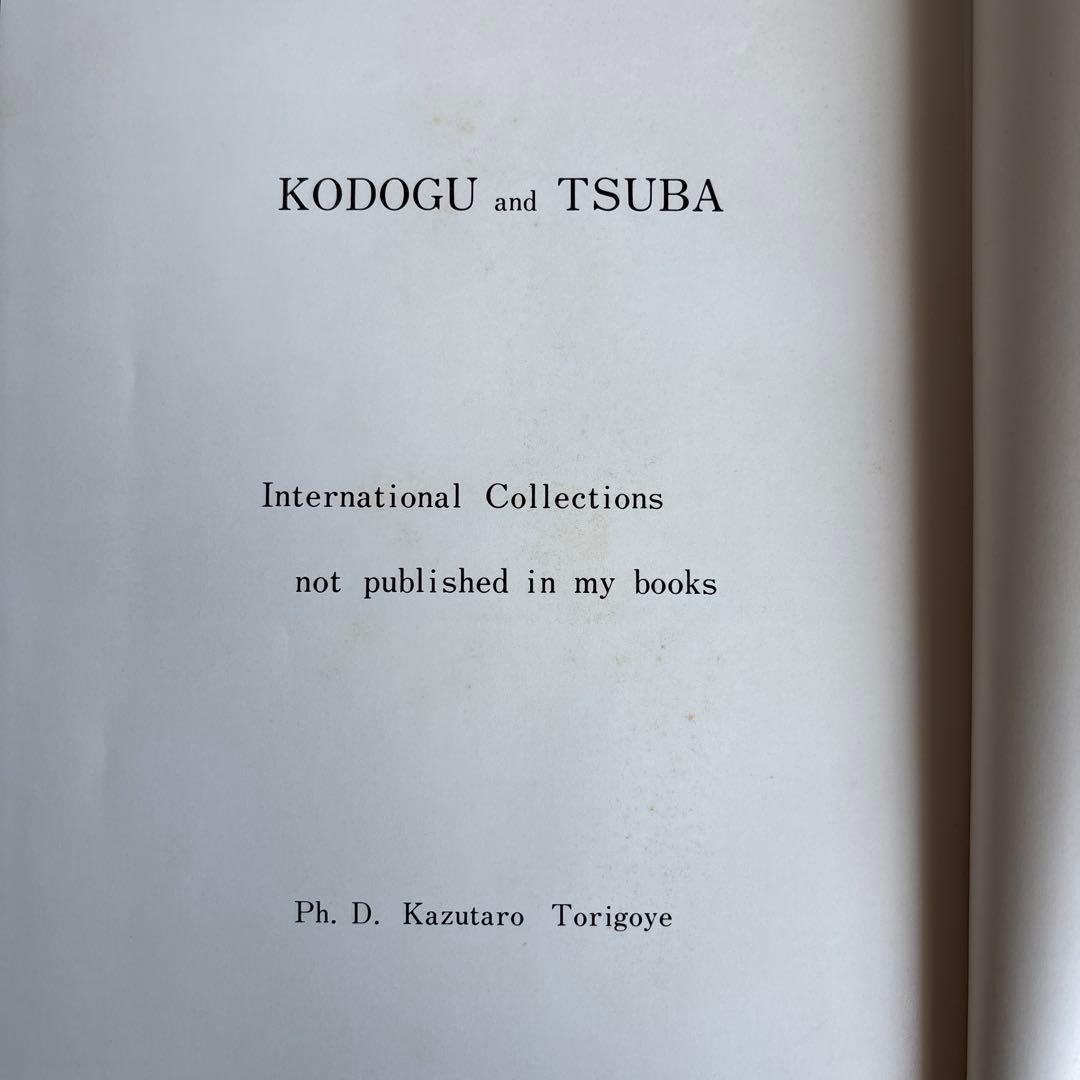 KODOGU and TSUBA
International Collections
not published in my books
Ph. D. Kazutaro Torigoye